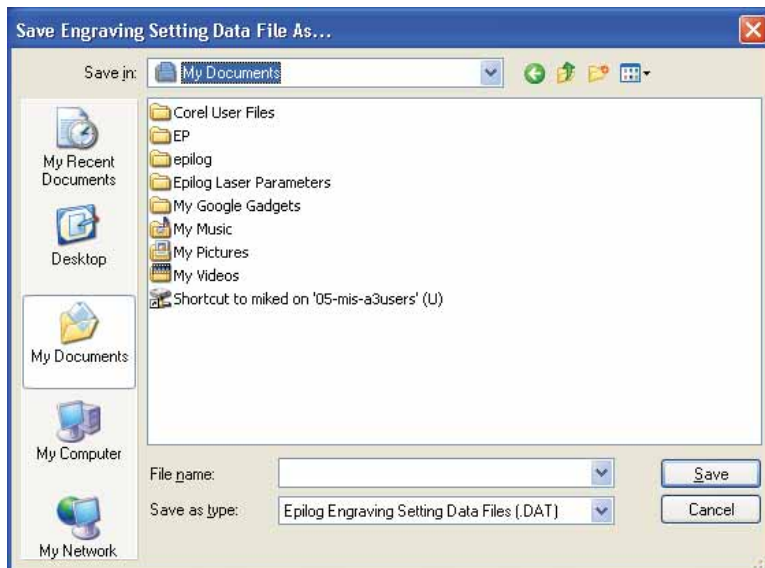 Save Engraving Setting Data File As...
Save in:
My Documents
My Recent
Documents
Desktop
My Documents
My Computer
My Network
Corel User Files
EP
epilog
Epilog Laser Parameters
My Google Gadgets
My Music
My Pictures
My Videos
Shortcut to miked on '05-mis-a3users' (U)
File name:
Save
Save as type:
Epilog Engraving Setting Data Files (.DAT)
Cancel